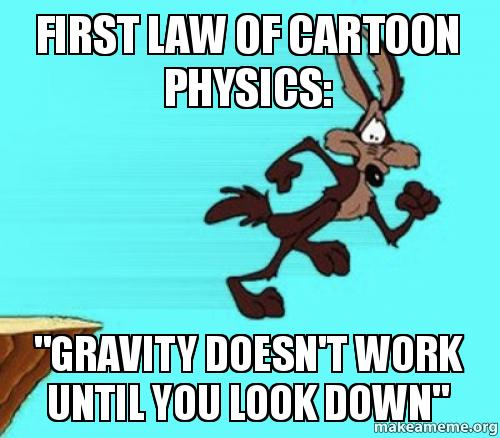 FIRST LAW OF CARTOON
PHYSICS:
"GRAVITY DOESN'T WORK
UNTIL YOU LOOK DOWN"
makeameme.org